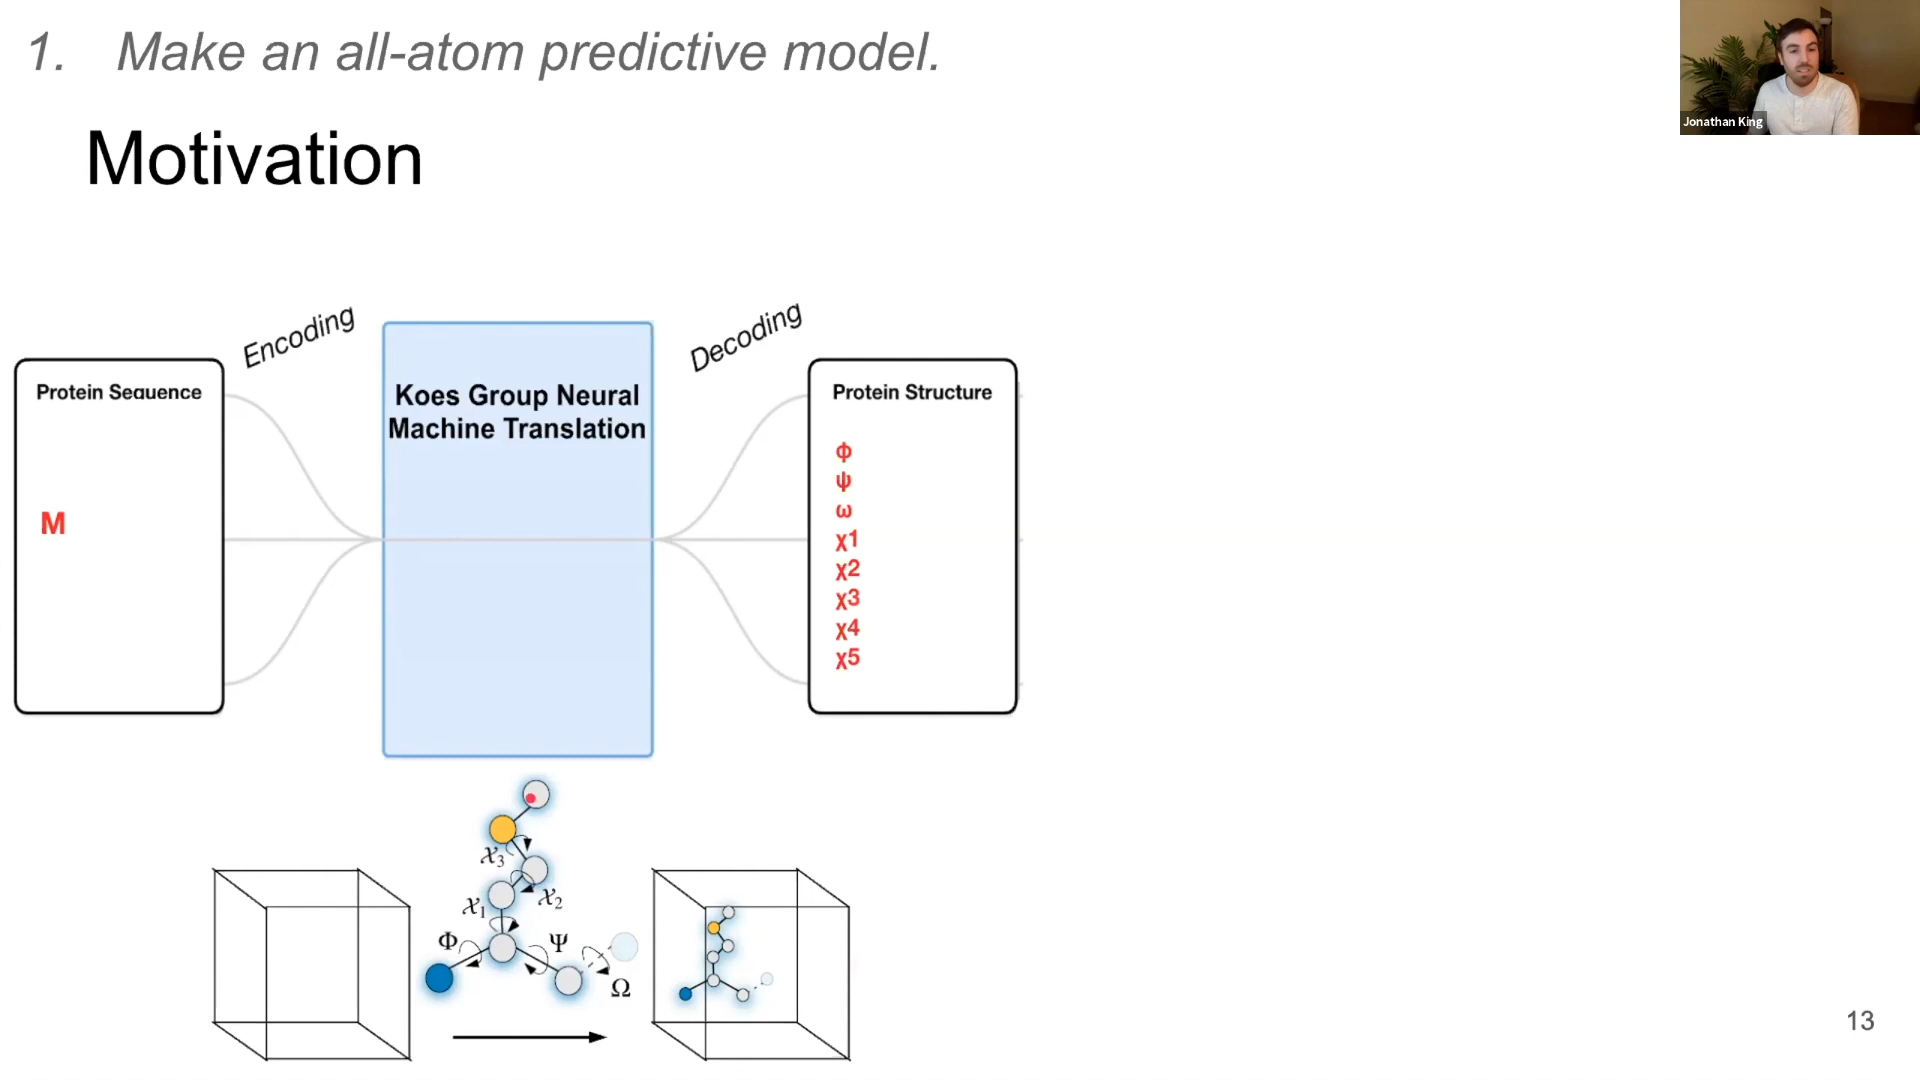 1. Make an all-atom predictive model.
Jonathan King
Motivation
Encoding
Decoding
Protein Sequence
Koes Group Neural
Machine Translation
Protein Structure
M
Φ
ψ
ω
χ1
χ2
χ3
χ4
χ5
𝒳3
𝒳1
𝒳2
Φ
Ψ
Ω
13